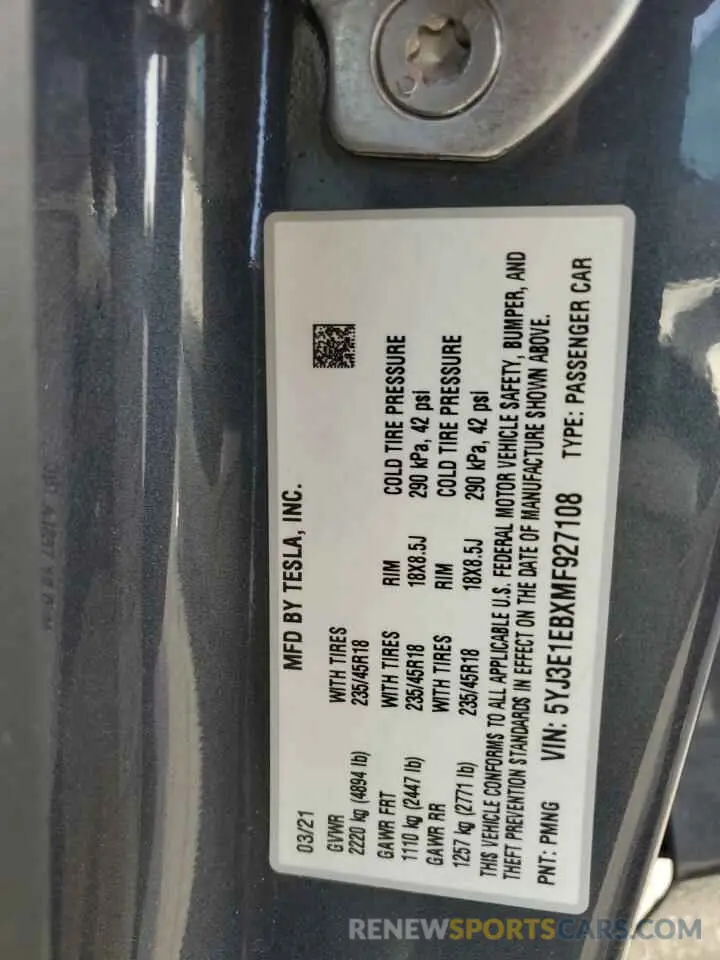 MFD BY TESLA, INC.
03/21
GVWR WITH TIRES
2220 kg (4894 lb) 235/45R18
GAWR FRT WITH TIRES RIM COLD TIRE PRESSURE
1110 kg (2447 lb) 235/45R18 18X8.5J 290 kPa, 42 psi
GAWR RR WITH TIRES RIM COLD TIRE PRESSURE
1257 kg (2771 lb) 235/45R18 18X8.5J 290 kPa, 42 psi
THIS VEHICLE CONFORMS TO ALL APPLICABLE U.S. FEDERAL MOTOR VEHICLE SAFETY, BUMPER, AND
THEFT PREVENTION STANDARDS IN EFFECT ON THE DATE OF MANUFACTURE SHOWN ABOVE.
PNT: PMNG VIN: 5YJ3E1EBXMF927108 TYPE: PASSENGER CAR
RENEWSPORTSCARS.COM